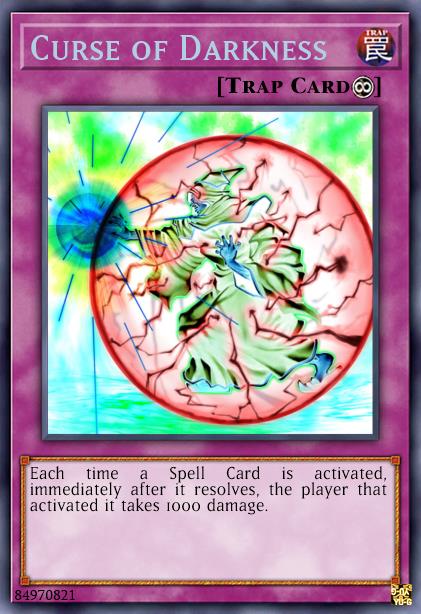 Curse of Darkness
TRAP
罠
[Trap Card♾]
Each time a Spell Card is activated,
immediately after it resolves, the player that
activated it takes 1000 damage.
84970821